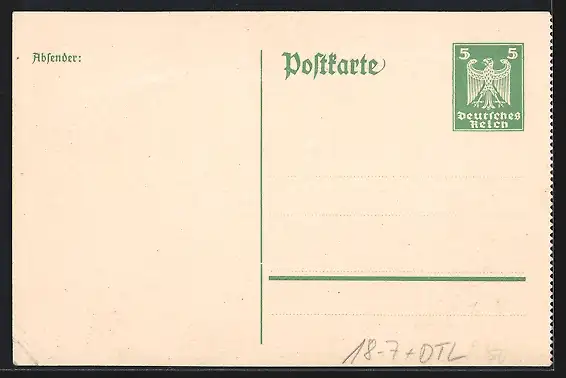 Absender:
Postkarte
5 5
Deutsches
Reich
18-7+DTL